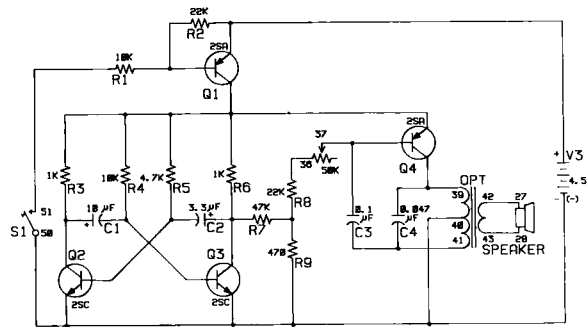 22K
R2
2SA
10K
R1
Q1
37
2SA
50K
36
Q4
V3
+
4.5
(-)
1K
R3
10K
R4
4.7K
R5
1K
R6
22K
R8
OPT
39
42
27
40
41
43
28
SPEAKER
51
S1
50
10 µF
+
C1
3.3 µF
+
C2
47K
R7
0.1
µF
C3
0.047
µF
C4
470
R9
Q2
2SC
Q3
2SC